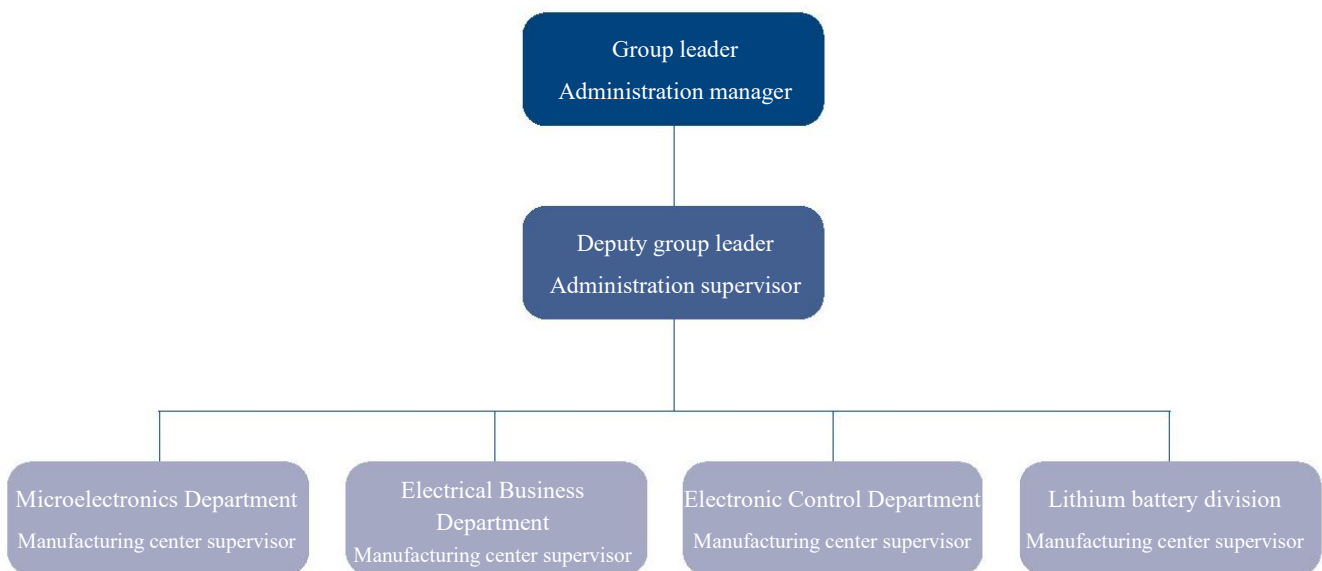 Group leader
Administration manager
Deputy group leader
Administration supervisor
Microelectronics Department
Manufacturing center supervisor
Electrical Business
Department
Manufacturing center supervisor
Electronic Control Department
Manufacturing center supervisor
Lithium battery division
Manufacturing center supervisor